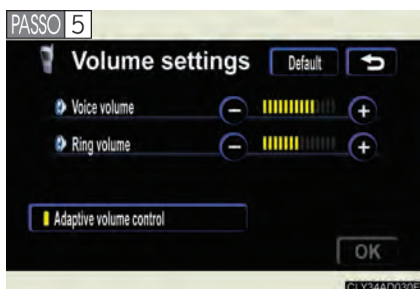 PASSO 5
Volume settings Default
Voice volume
Ring volume
Adaptive volume control
OK
CLY34AD030E